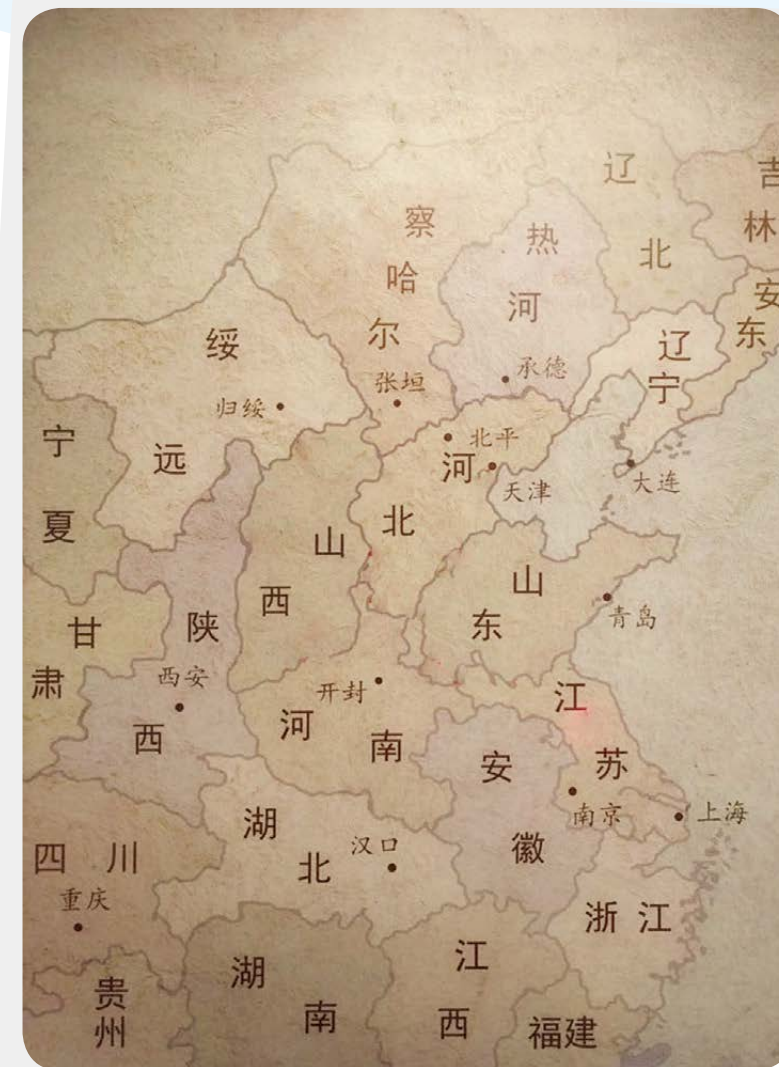 辽北
吉林
察哈尔
热河
安东
绥远
辽宁
承德
张垣
归绥
宁夏
北平
河北
天津
大连
山西
山东
甘肃
陕西
青岛
西安
开封
江苏
河南
安徽
南京
上海
湖北
汉口
四川
重庆
浙江
湖南
江西
贵州
福建